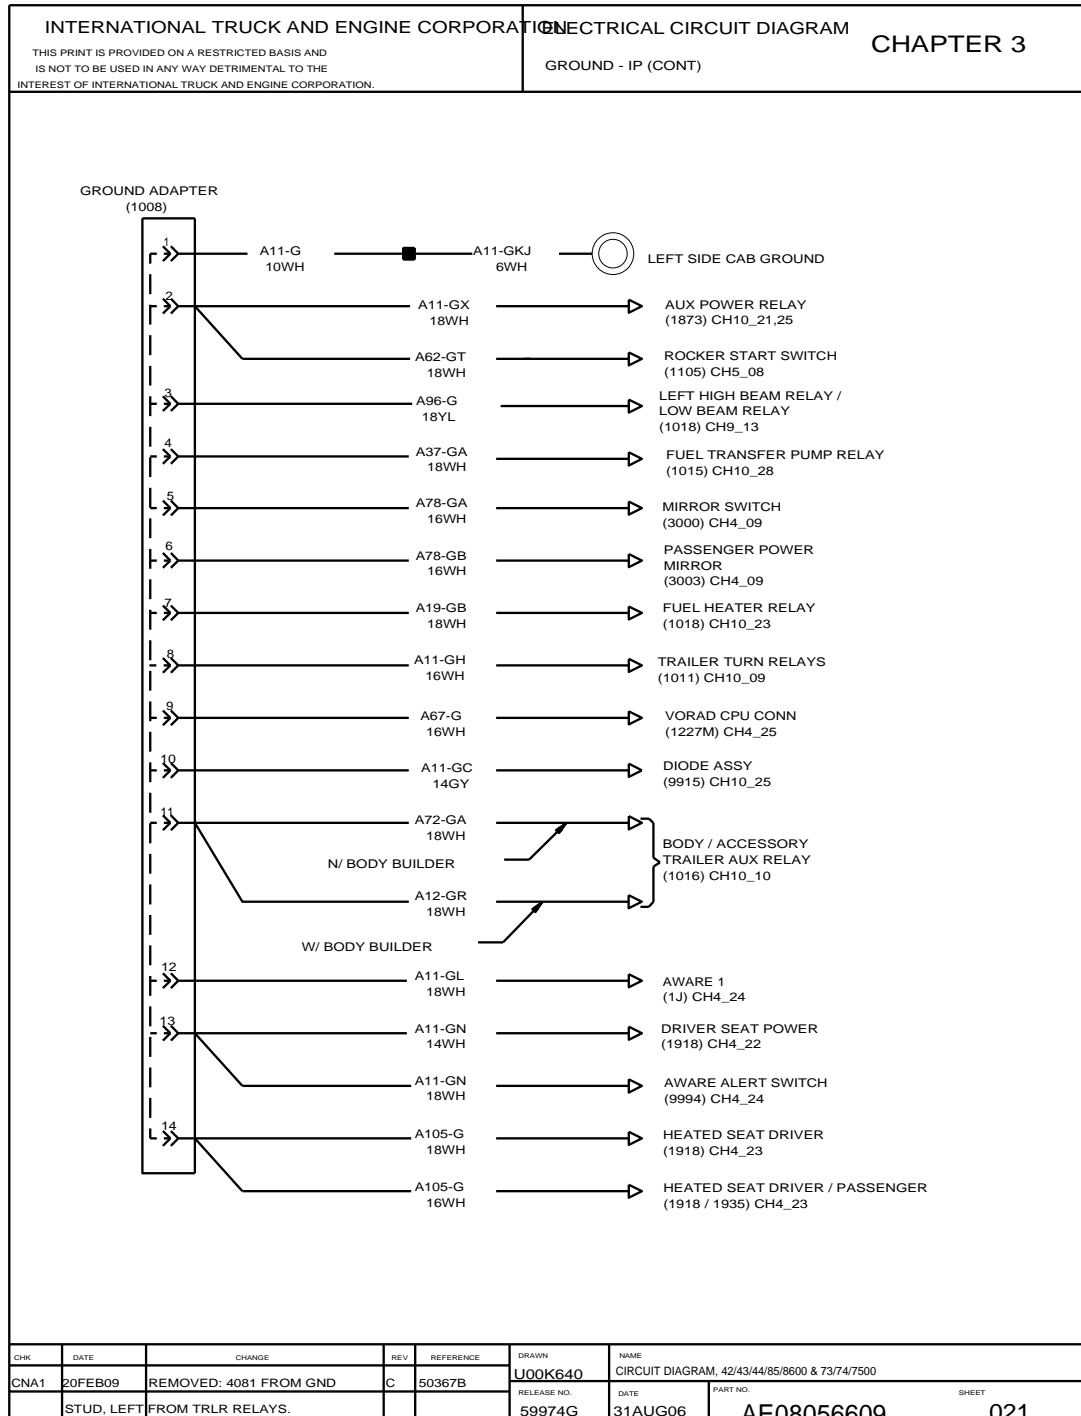 INTERNATIONAL TRUCK AND ENGINE CORPORATION
THIS PRINT IS PROVIDED ON A RESTRICTED BASIS AND
IS NOT TO BE USED IN ANY WAY DETRIMENTAL TO THE
INTEREST OF INTERNATIONAL TRUCK AND ENGINE CORPORATION.
ELECTRICAL CIRCUIT DIAGRAM
GROUND - IP (CONT)
CHAPTER 3
GROUND ADAPTER
(1008)
1
A11-G
10WH
A11-GKJ
6WH
LEFT SIDE CAB GROUND
2
A11-GX
18WH
AUX POWER RELAY
(1873) CH10_21,25
A62-GT
18WH
ROCKER START SWITCH
(1105) CH5_08
3
A96-G
18YL
LEFT HIGH BEAM RELAY /
LOW BEAM RELAY
(1018) CH9_13
4
A37-GA
18WH
FUEL TRANSFER PUMP RELAY
(1015) CH10_28
5
A78-GA
16WH
MIRROR SWITCH
(3000) CH4_09
6
A78-GB
16WH
PASSENGER POWER
MIRROR
(3003) CH4_09
7
A19-GB
18WH
FUEL HEATER RELAY
(1018) CH10_23
8
A11-GH
16WH
TRAILER TURN RELAYS
(1011) CH10_09
9
A67-G
16WH
VORAD CPU CONN
(1227M) CH4_25
10
A11-GC
14GY
DIODE ASSY
(9915) CH10_25
11
A72-GA
18WH
N/ BODY BUILDER
BODY / ACCESSORY
TRAILER AUX RELAY
(1016) CH10_10
A12-GR
18WH
W/ BODY BUILDER
12
A11-GL
18WH
AWARE 1
(1J) CH4_24
13
A11-GN
14WH
DRIVER SEAT POWER
(1918) CH4_22
A11-GN
18WH
AWARE ALERT SWITCH
(9994) CH4_24
14
A105-G
18WH
HEATED SEAT DRIVER
(1918) CH4_23
A105-G
16WH
HEATED SEAT DRIVER / PASSENGER
(1918 / 1935) CH4_23
CHK DATE CHANGE REV REFERENCE
CNA1 20FEB09 REMOVED: 4081 FROM GND C 50367B
STUD, LEFT FROM TRLR RELAYS.
DRAWN
U00K640
NAME
CIRCUIT DIAGRAM, 42/43/44/85/8600 & 73/74/7500
RELEASE NO.
59974G
DATE
31AUG06
PART NO.
AE08056609
SHEET
021